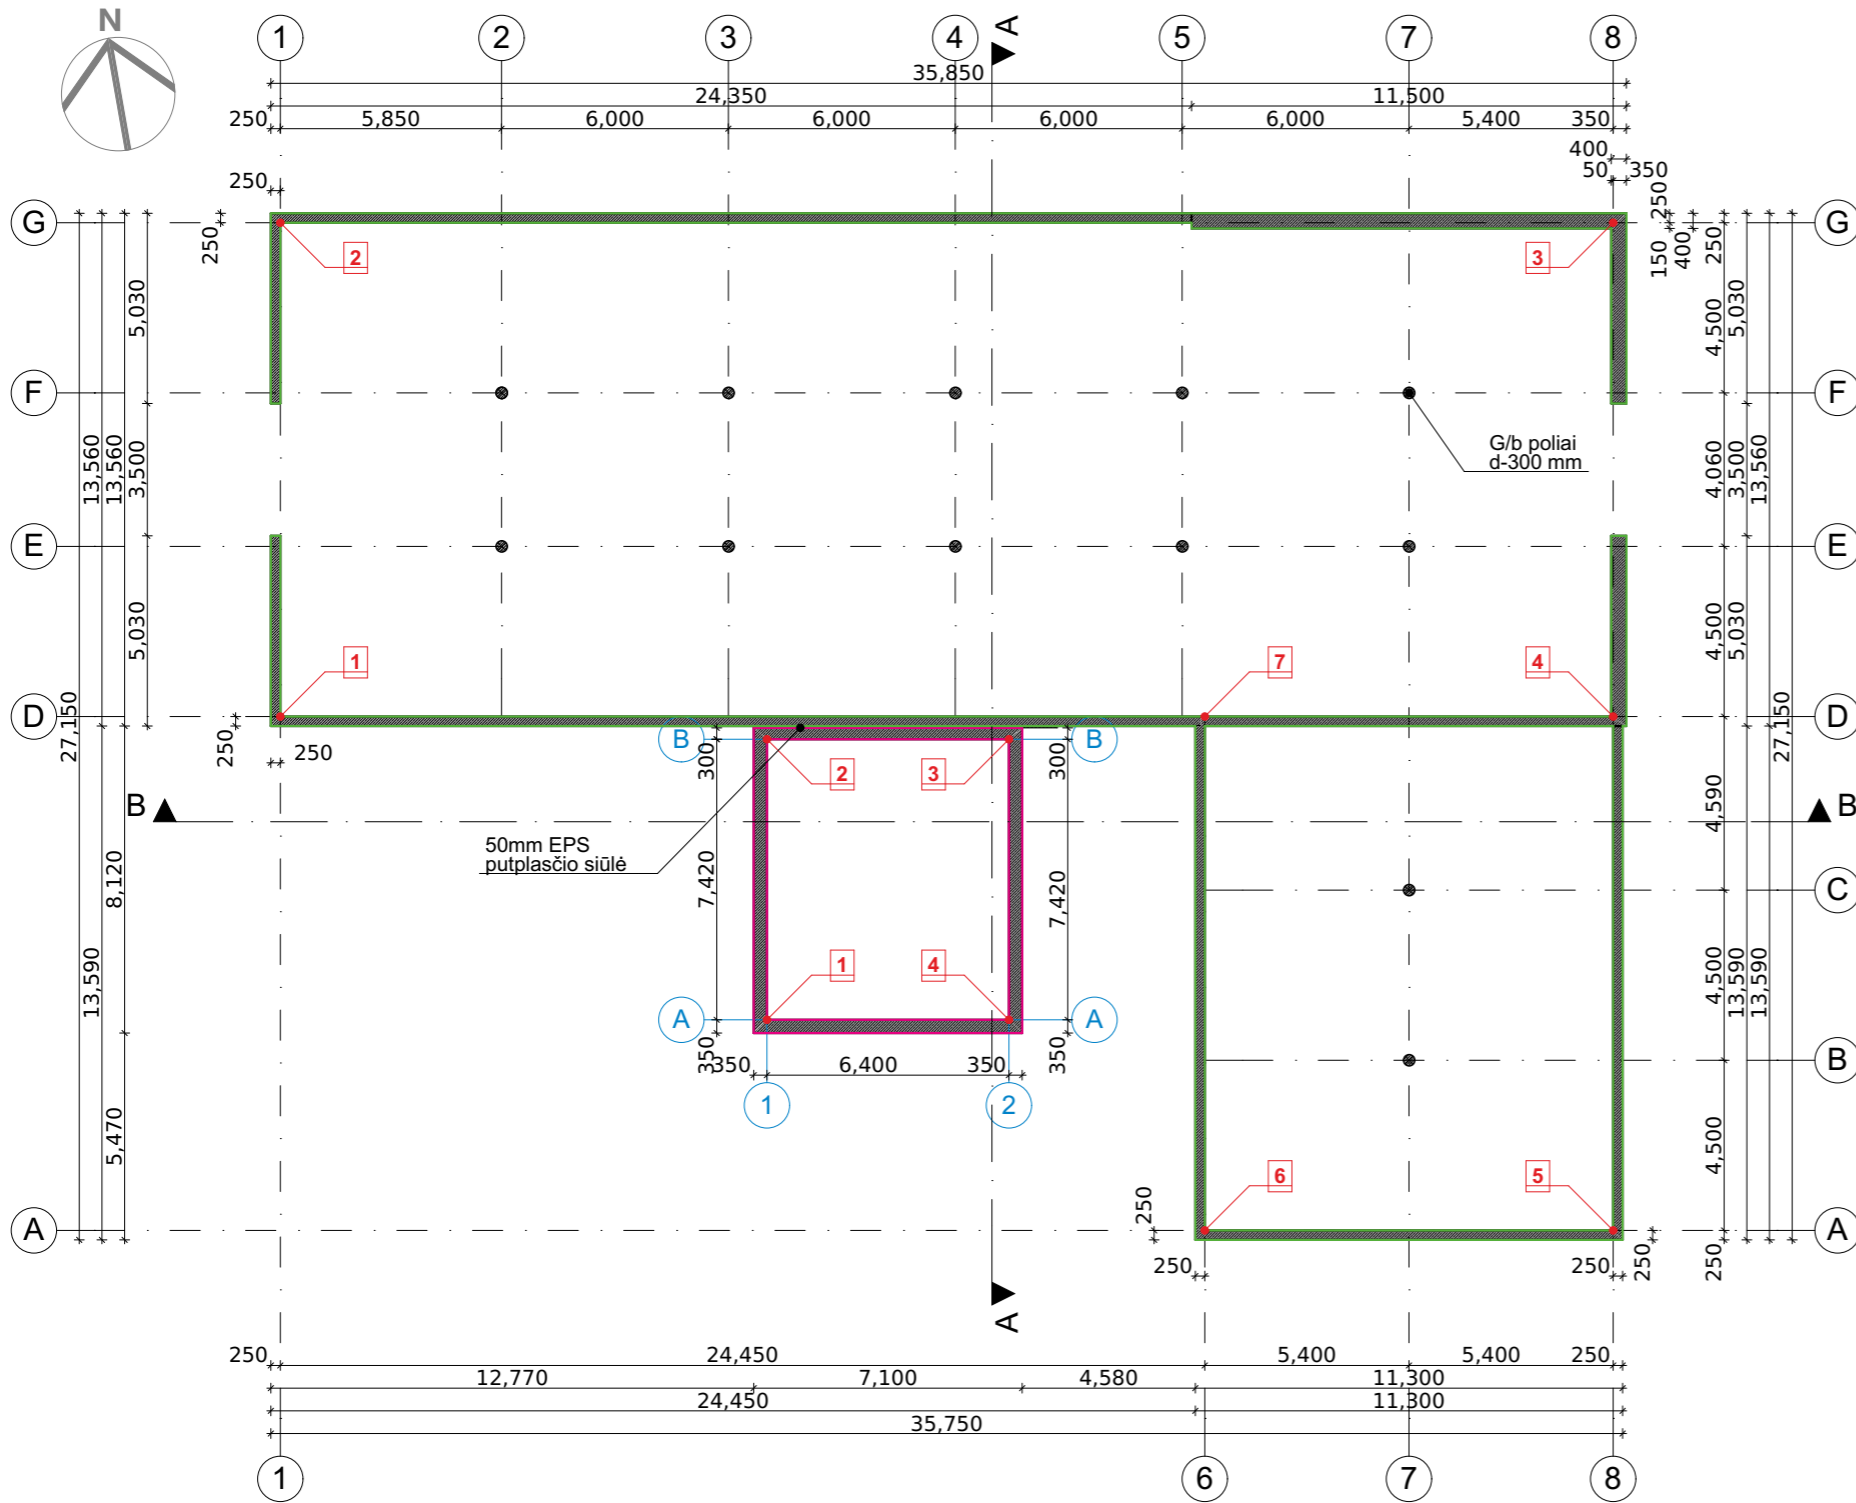 N
1 2 3 4 A 5 7 8
35,850
24,350 11,500
250 5,850 6,000 6,000 6,000 6,000 5,400 350
400
50 350
250 250
G G
250 150 400 250
2 3
5,030 4,500 5,030
F F
G/b poliai
d-300 mm
13,560 13,560 3,500 4,060 3,500 13,560
E E
5,030 4,500 5,030
1 7 4
D D
27,150 27,150
250 250
B B
300 300
2 3
B B
4,590
50mm EPS
putplasčio siūlė
8,120 7,420 7,420
C
13,590 4,500 13,590 13,590
1 4
A A
350 350
350 6,400 350
B
1 2
5,470 4,500
6 5
A A
250
250 250 250 250
A
250 24,450 5,400 5,400 250
12,770 7,100 4,580 11,300
24,450 11,300
35,750
1 6 7 8